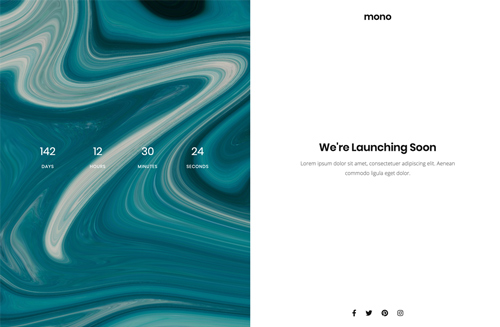 mono
142
12
30
24
DAYS
HOURS
MINUTES
SECONDS
We're Launching Soon
Lorem ipsum dolor sit amet, consectetuer adipiscing elit. Aenean
commodo ligula eget dolor.